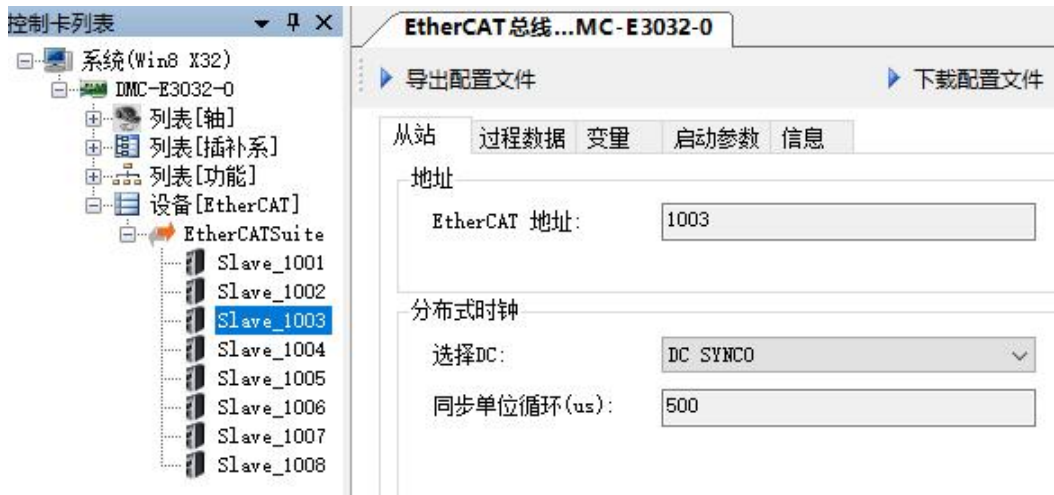 控制卡列表
系统(Win8 X32)
DMC-E3032-0
列表[轴]
列表[插补系]
列表[功能]
设备[EtherCAT]
EtherCATSuite
Slave_1001
Slave_1002
Slave_1003
Slave_1004
Slave_1005
Slave_1006
Slave_1007
Slave_1008
EtherCAT总线...MC-E3032-0
导出配置文件 下载配置文件
从站 过程数据 变量 启动参数 信息
地址
EtherCAT 地址: 1003
分布式时钟
选择DC: DC SYNC0
同步单位循环(us): 500